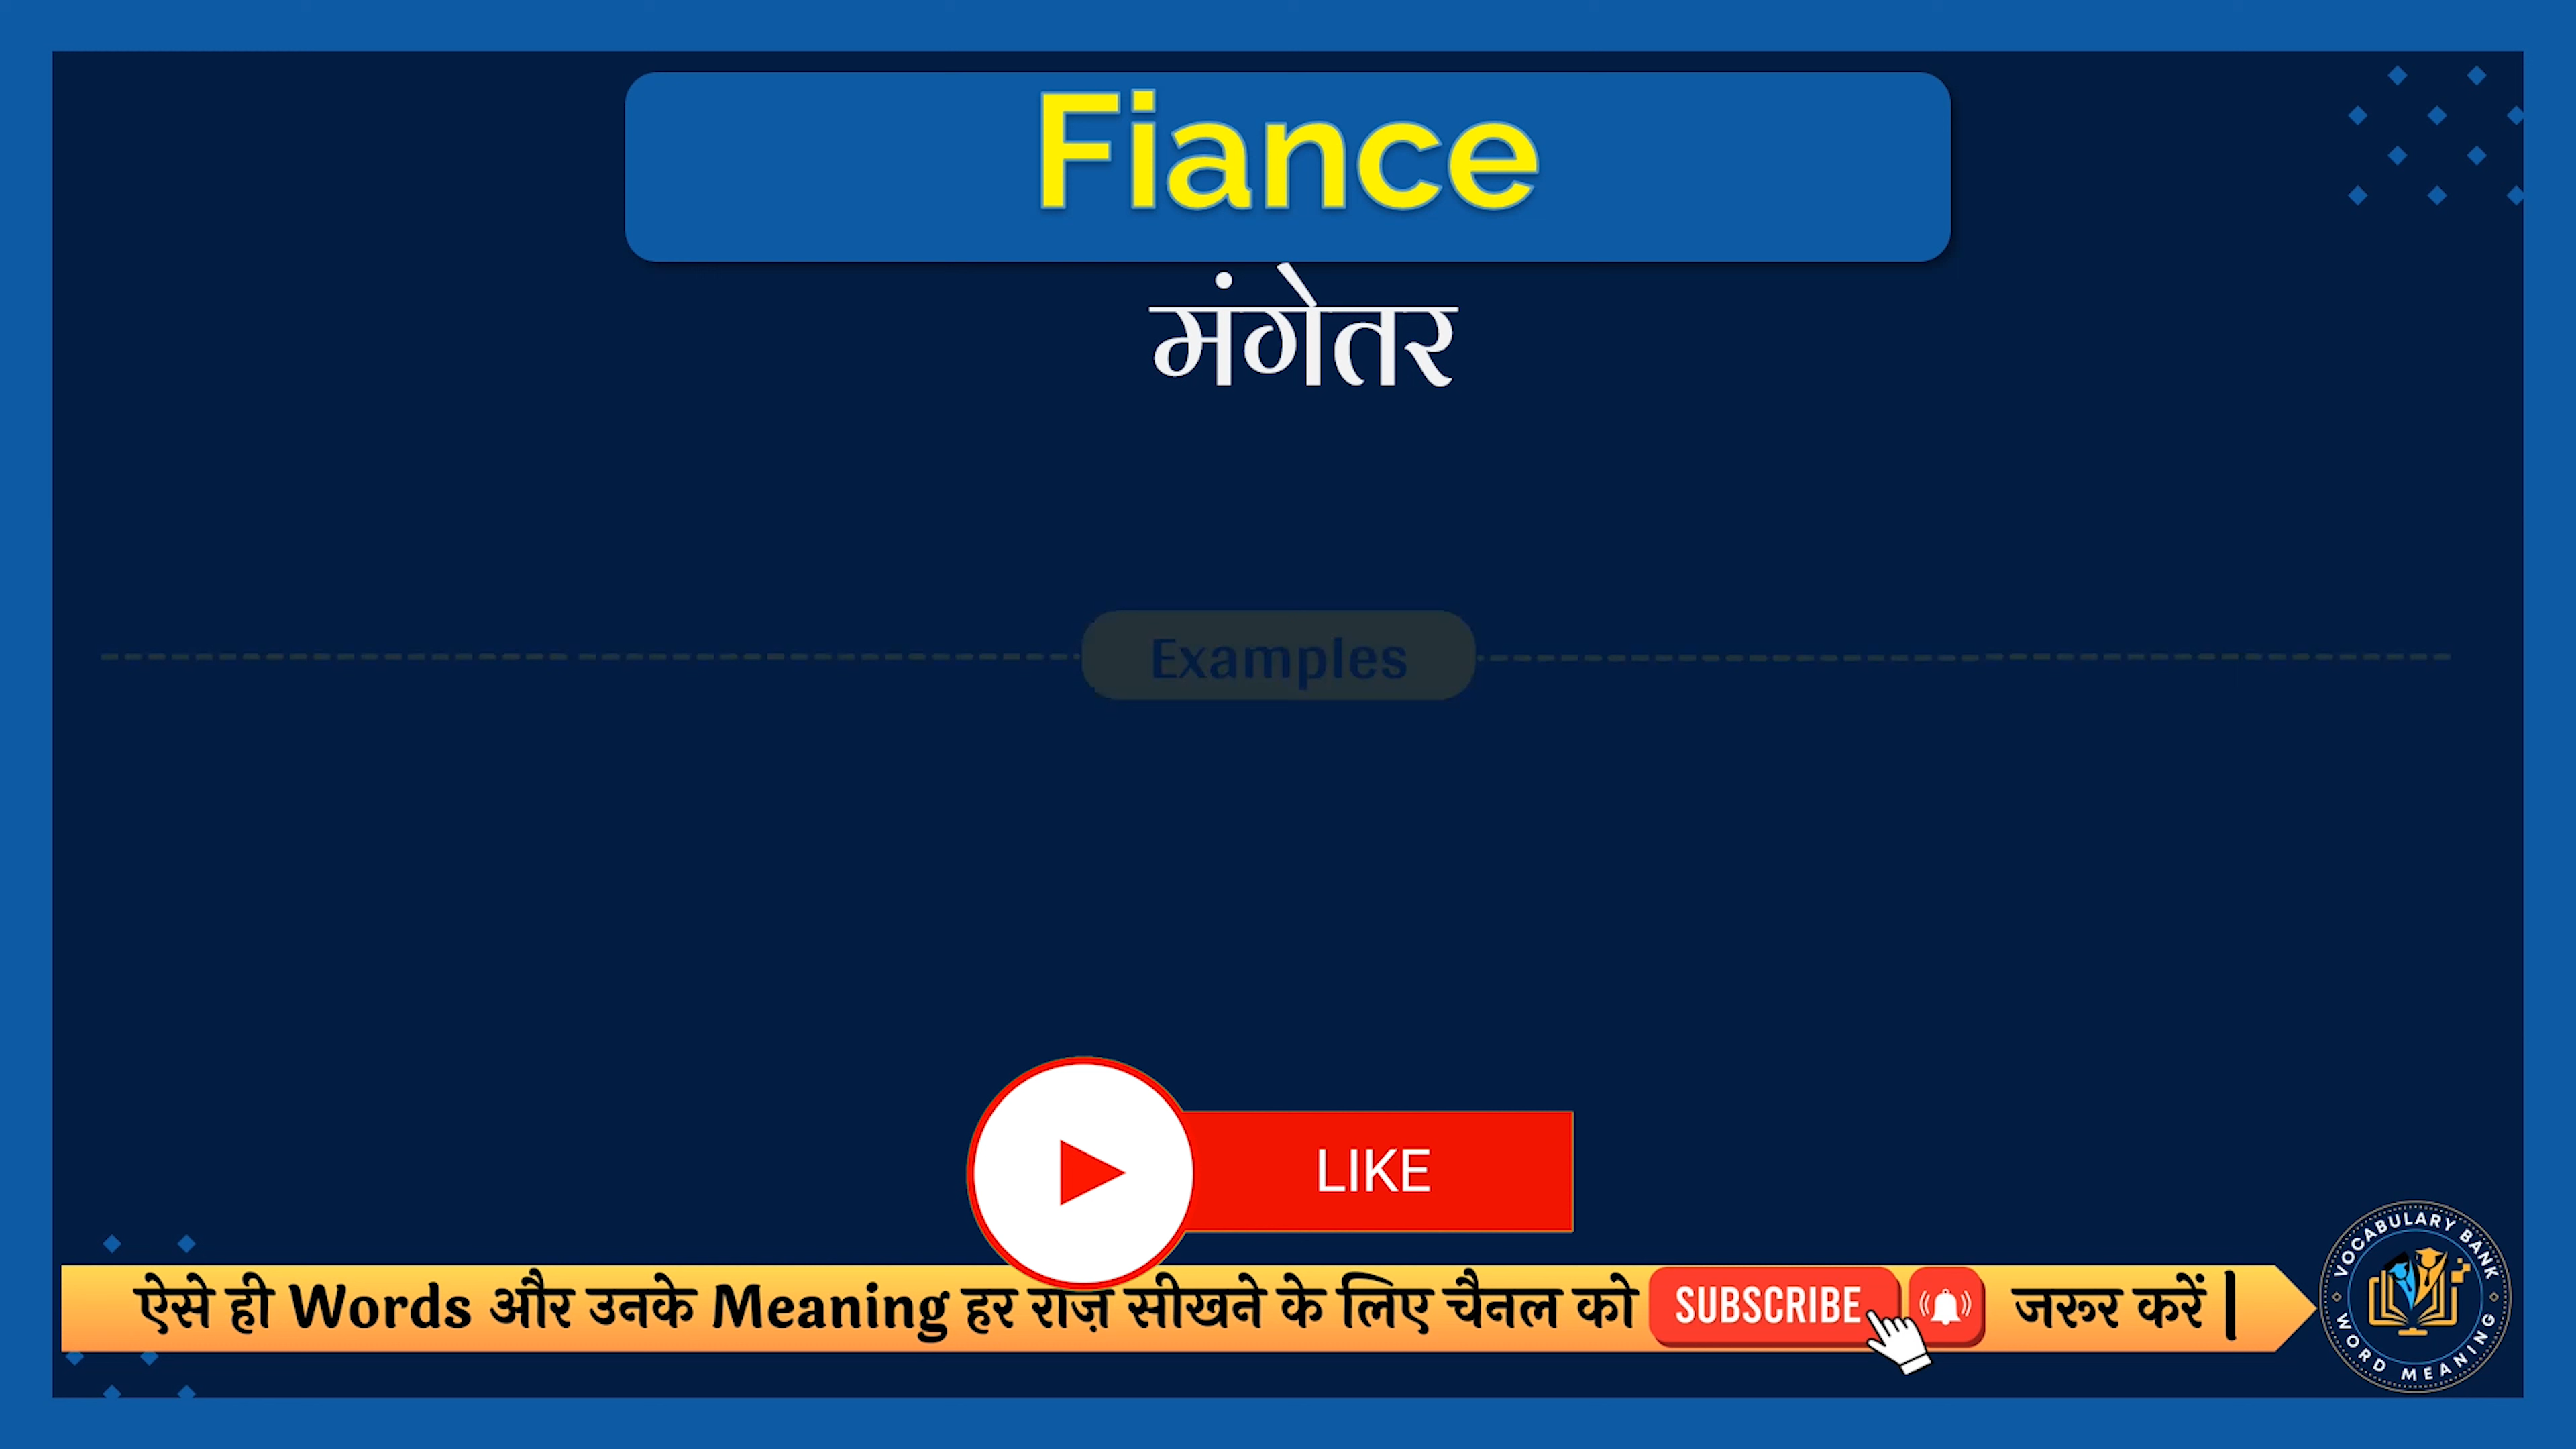 Fiance
मंगेतर
Examples
LIKE
ऐसे ही Words और उनके Meaning हर राज़ सीखने के लिए चैनल को SUBSCRIBE जरूर करें |
VOCABULARY BANK
WORD MEANING